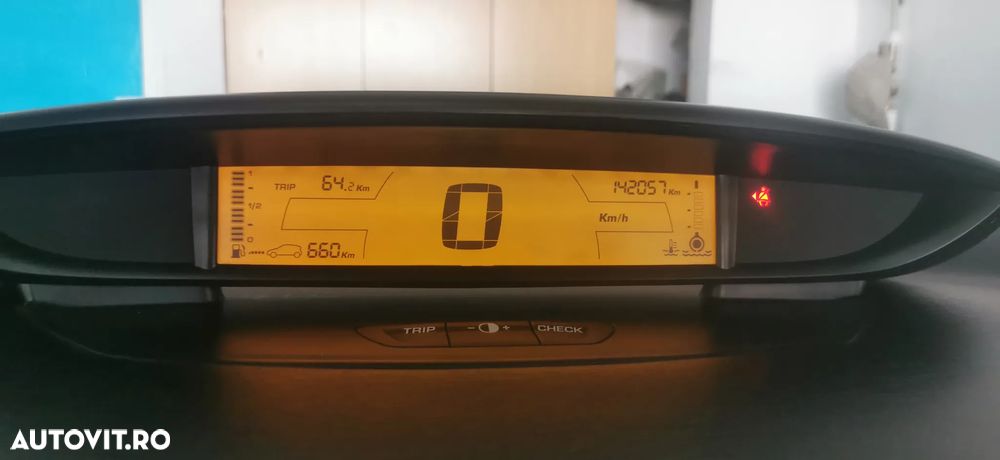 1
TRIP 64.2 Km
142057 Km
1/2
0
Km/h
0
660 Km
TRIP - + CHECK
AUTOVIT.RO